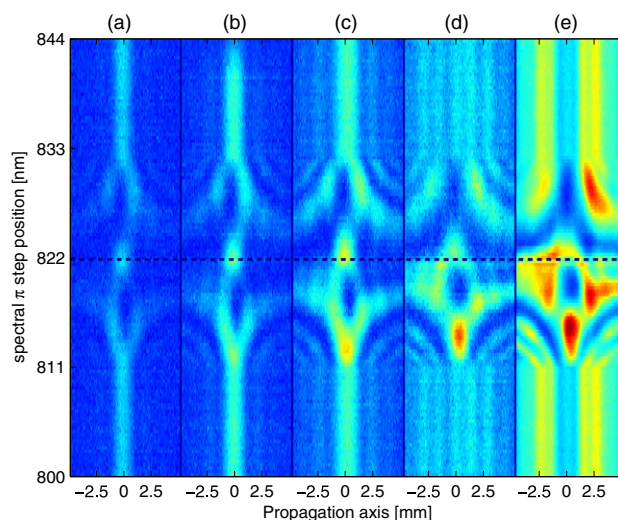 (a) (b) (c) (d) (e)
844
833
822
811
800
spectral π step position [nm]
−2.5 0 2.5 −2.5 0 2.5 −2.5 0 2.5 −2.5 0 2.5 −2.5 0 2.5
Propagation axis [mm]